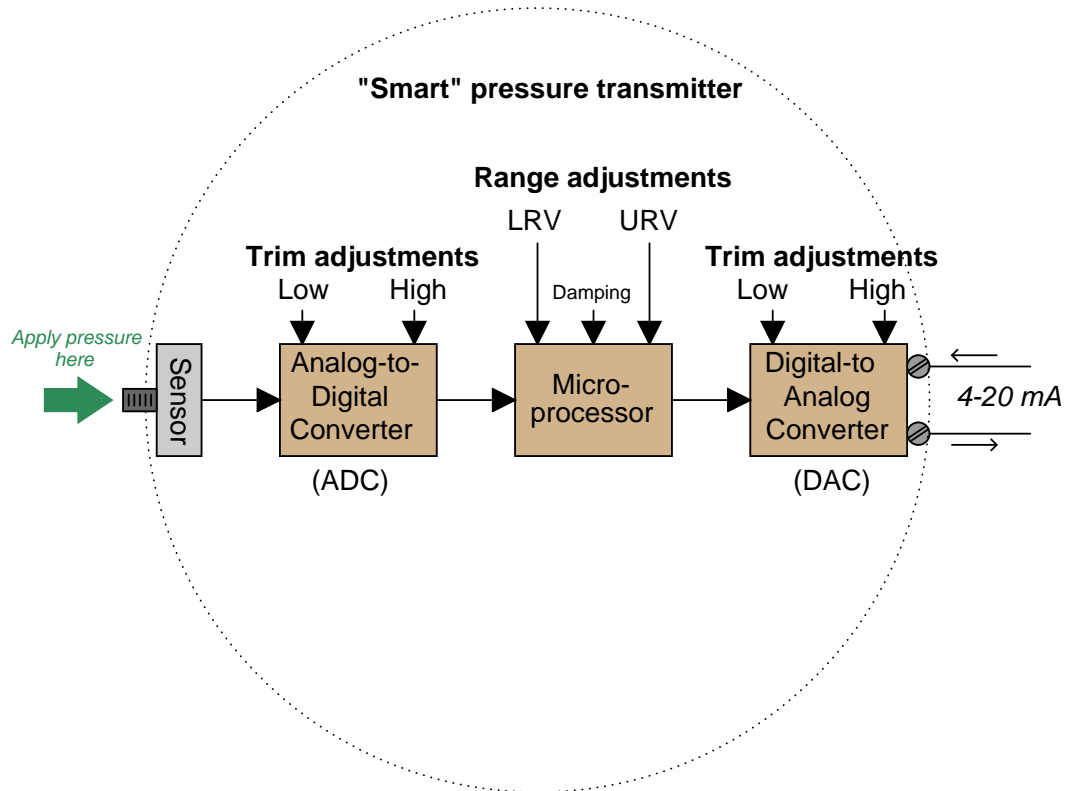 "Smart" pressure transmitter
Range adjustments
LRV
URV
Damping
Trim adjustments
Low
High
Trim adjustments
Low
High
Apply pressure
here
Sensor
Analog-to-
Digital
Converter
(ADC)
Micro-
processor
Digital-to
Analog
Converter
(DAC)
4-20 mA